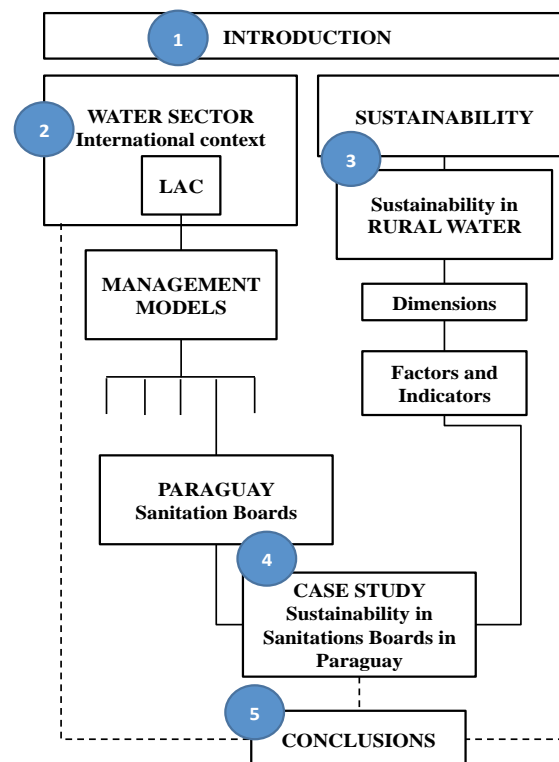 1
INTRODUCTION
2
WATER SECTOR
International context
LAC
SUSTAINABILITY
3
Sustainability in
RURAL WATER
MANAGEMENT
MODELS
Dimensions
Factors and
Indicators
PARAGUAY
Sanitation Boards
4
CASE STUDY
Sustainability in
Sanitations Boards in
Paraguay
5
CONCLUSIONS